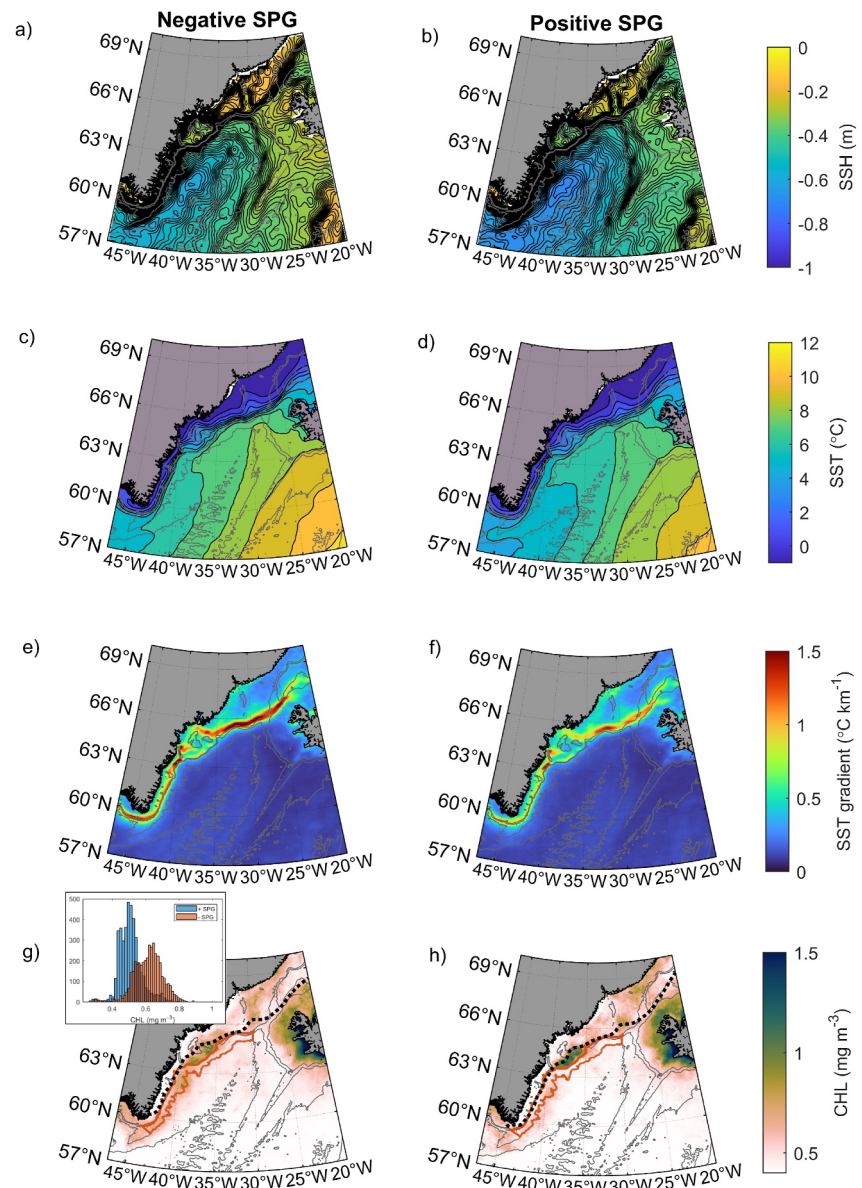 Negative SPG
Positive SPG
a)
69°N
66°N
63°N
60°N
57°N
45°W 40°W 35°W 30°W 25°W 20°W
b)
69°N
66°N
63°N
60°N
57°N
45°W 40°W 35°W 30°W 25°W 20°W
0
-0.2
-0.4
-0.6
-0.8
-1
SSH (m)
c)
69°N
66°N
63°N
60°N
57°N
45°W 40°W 35°W 30°W 25°W 20°W
d)
69°N
66°N
63°N
60°N
57°N
45°W 40°W 35°W 30°W 25°W 20°W
12
10
8
6
4
2
0
SST (°C)
e)
69°N
66°N
63°N
60°N
57°N
45°W 40°W 35°W 30°W 25°W 20°W
f)
69°N
66°N
63°N
60°N
57°N
45°W 40°W 35°W 30°W 25°W 20°W
1.5
1
0.5
0
SST gradient (°C km⁻¹)
500
400
300
200
100
0
0.4 0.6 0.8 1
CHL (mg m⁻³)
+ SPG
- SPG
g)
63°N
60°N
57°N
45°W 40°W 35°W 30°W 25°W 20°W
h)
69°N
66°N
63°N
60°N
57°N
45°W 40°W 35°W 30°W 25°W 20°W
1.5
1
0.5
CHL (mg m⁻³)